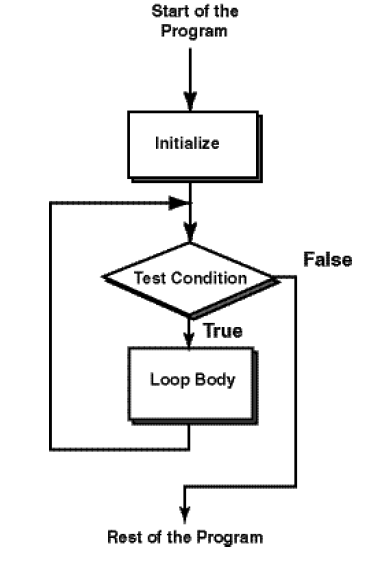 Start of the
Program
Initialize
Test Condition
False
True
Loop Body
Rest of the Program